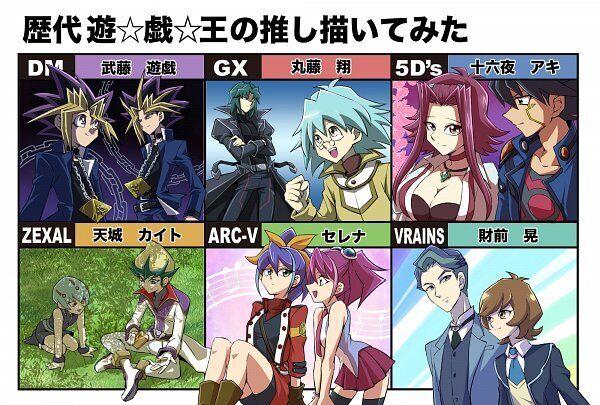 歴代 遊☆戯☆王の推し描いてみた
DM 武藤 遊戯
GX 丸藤 翔
5D's 十六夜 アキ
ZEXAL 天城 カイト
ARC-V セレナ
VRAINS 財前 晃